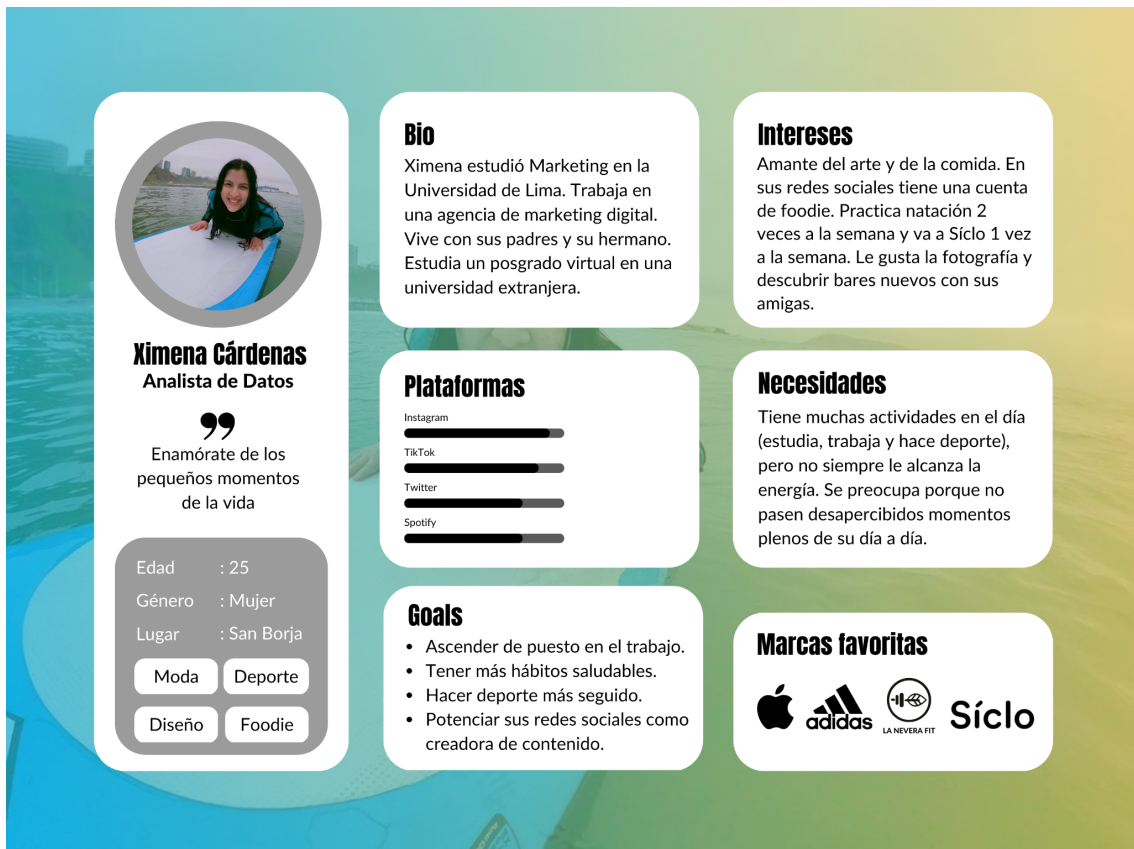 Ximena Cárdenas
Analista de Datos
Enamórate de los
pequeños momentos
de la vida
Edad : 25
Género : Mujer
Lugar : San Borja
Moda Deporte
Diseño Foodie
Bio
Ximena estudió Marketing en la
Universidad de Lima. Trabaja en
una agencia de marketing digital.
Vive con sus padres y su hermano.
Estudia un posgrado virtual en una
universidad extranjera.
Plataformas
Instagram
TikTok
Twitter
Spotify
Goals
• Ascender de puesto en el trabajo.
• Tener más hábitos saludables.
• Hacer deporte más seguido.
• Potenciar sus redes sociales como
creadora de contenido.
Intereses
Amante del arte y de la comida. En
sus redes sociales tiene una cuenta
de foodie. Practica natación 2
veces a la semana y va a Síclo 1 vez
a la semana. Le gusta la fotografía y
descubrir bares nuevos con sus
amigas.
Necesidades
Tiene muchas actividades en el día
(estudia, trabaja y hace deporte),
pero no siempre le alcanza la
energía. Se preocupa porque no
pasen desapercibidos momentos
plenos de su día a día.
Marcas favoritas
adidas
LA NEVERA FIT
Síclo